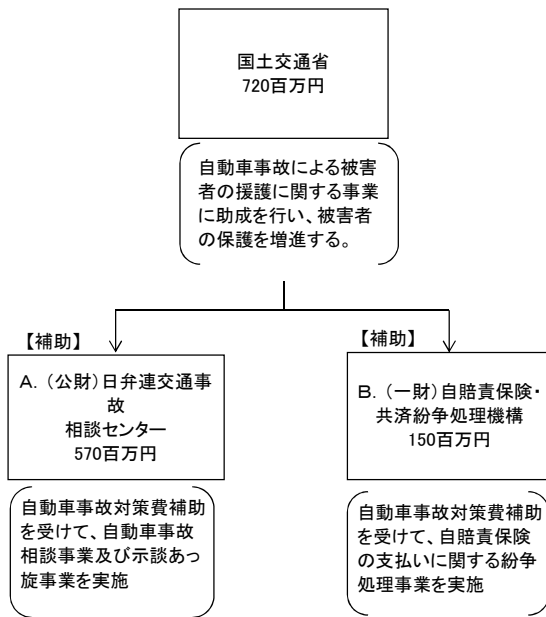 国土交通省
720百万円
自動車事故による被害
者の援護に関する事業
に助成を行い、被害者
の保護を増進する。
【補助】
A.（公財）日弁連交通事
故
相談センター
570百万円
自動車事故対策費補助
を受けて、自動車事故
相談事業及び示談あっ
旋事業を実施
【補助】
B.（一財）自賠責保険・
共済紛争処理機構
150百万円
自動車事故対策費補助
を受けて、自賠責保険
の支払いに関する紛争
処理事業を実施